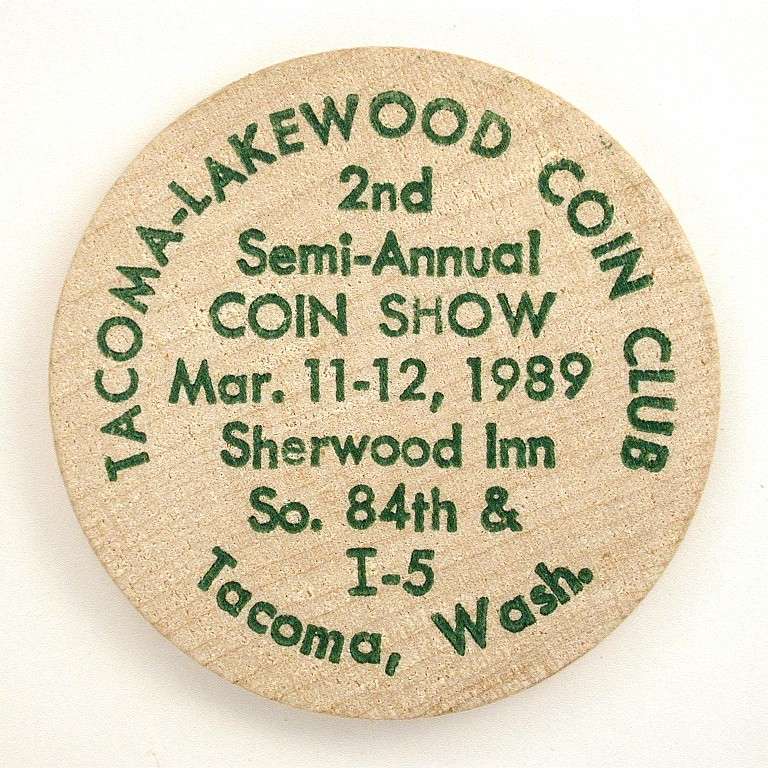 TACOMA-LAKEWOOD COIN CLUB
2nd
Semi-Annual
COIN SHOW
Mar. 11-12, 1989
Sherwood Inn
So. 84th &
I-5
Tacoma, Wash.